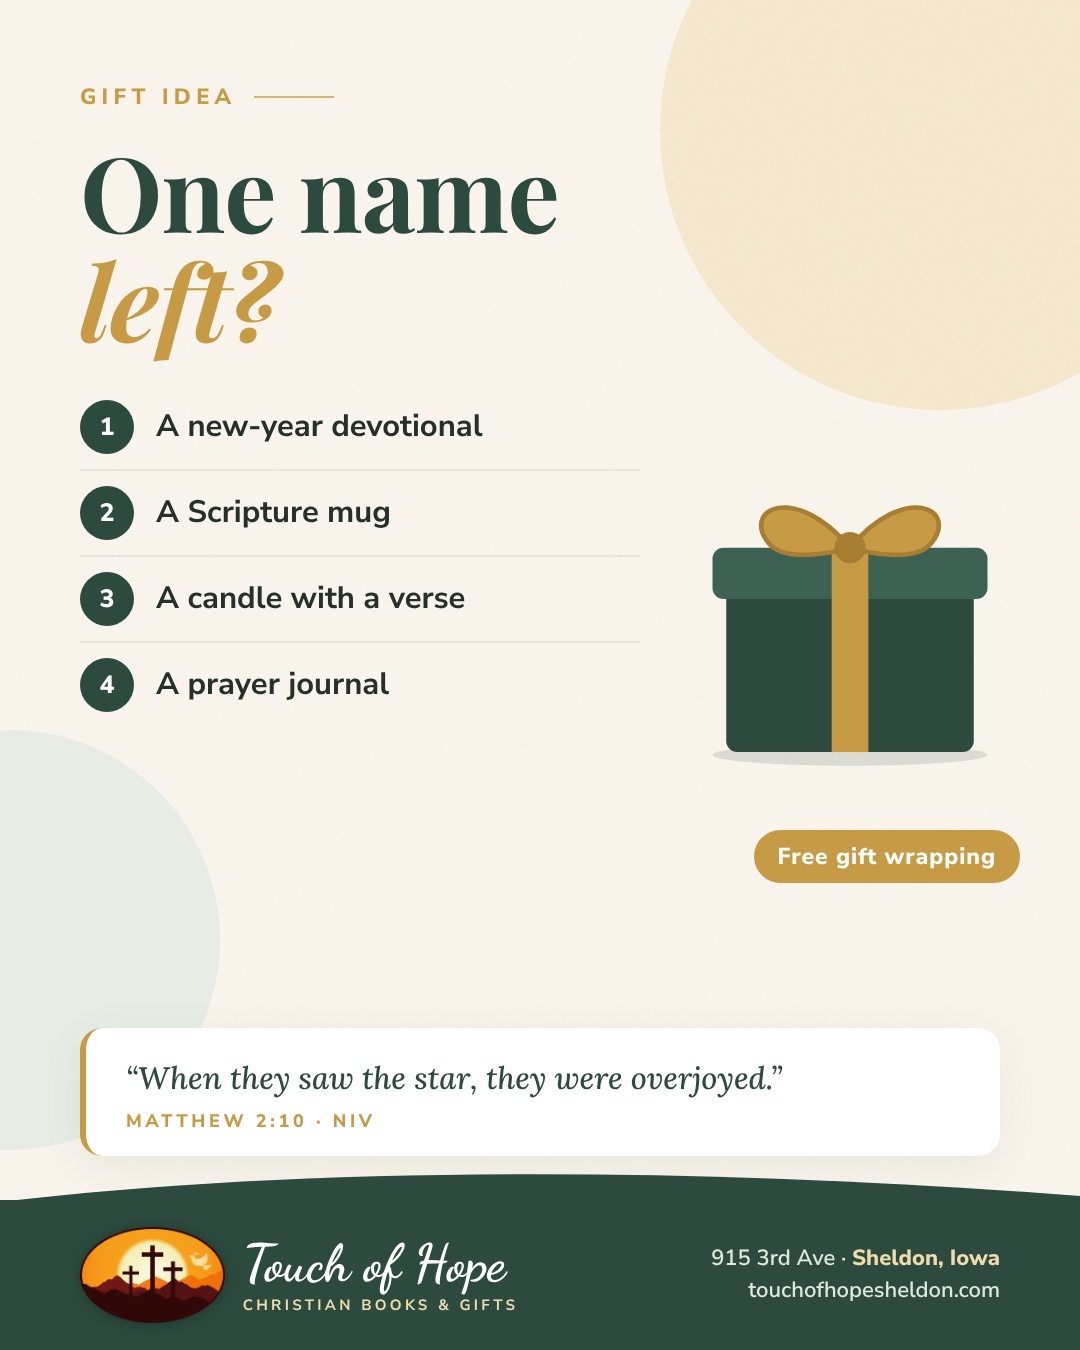 GIFT IDEA
One name
left?
1 A new-year devotional
2 A Scripture mug
3 A candle with a verse
4 A prayer journal
Free gift wrapping
“When they saw the star, they were overjoyed.”
MATTHEW 2:10 · NIV
Touch of Hope
CHRISTIAN BOOKS & GIFTS
915 3rd Ave · Sheldon, Iowa
touchofhopesheldon.com